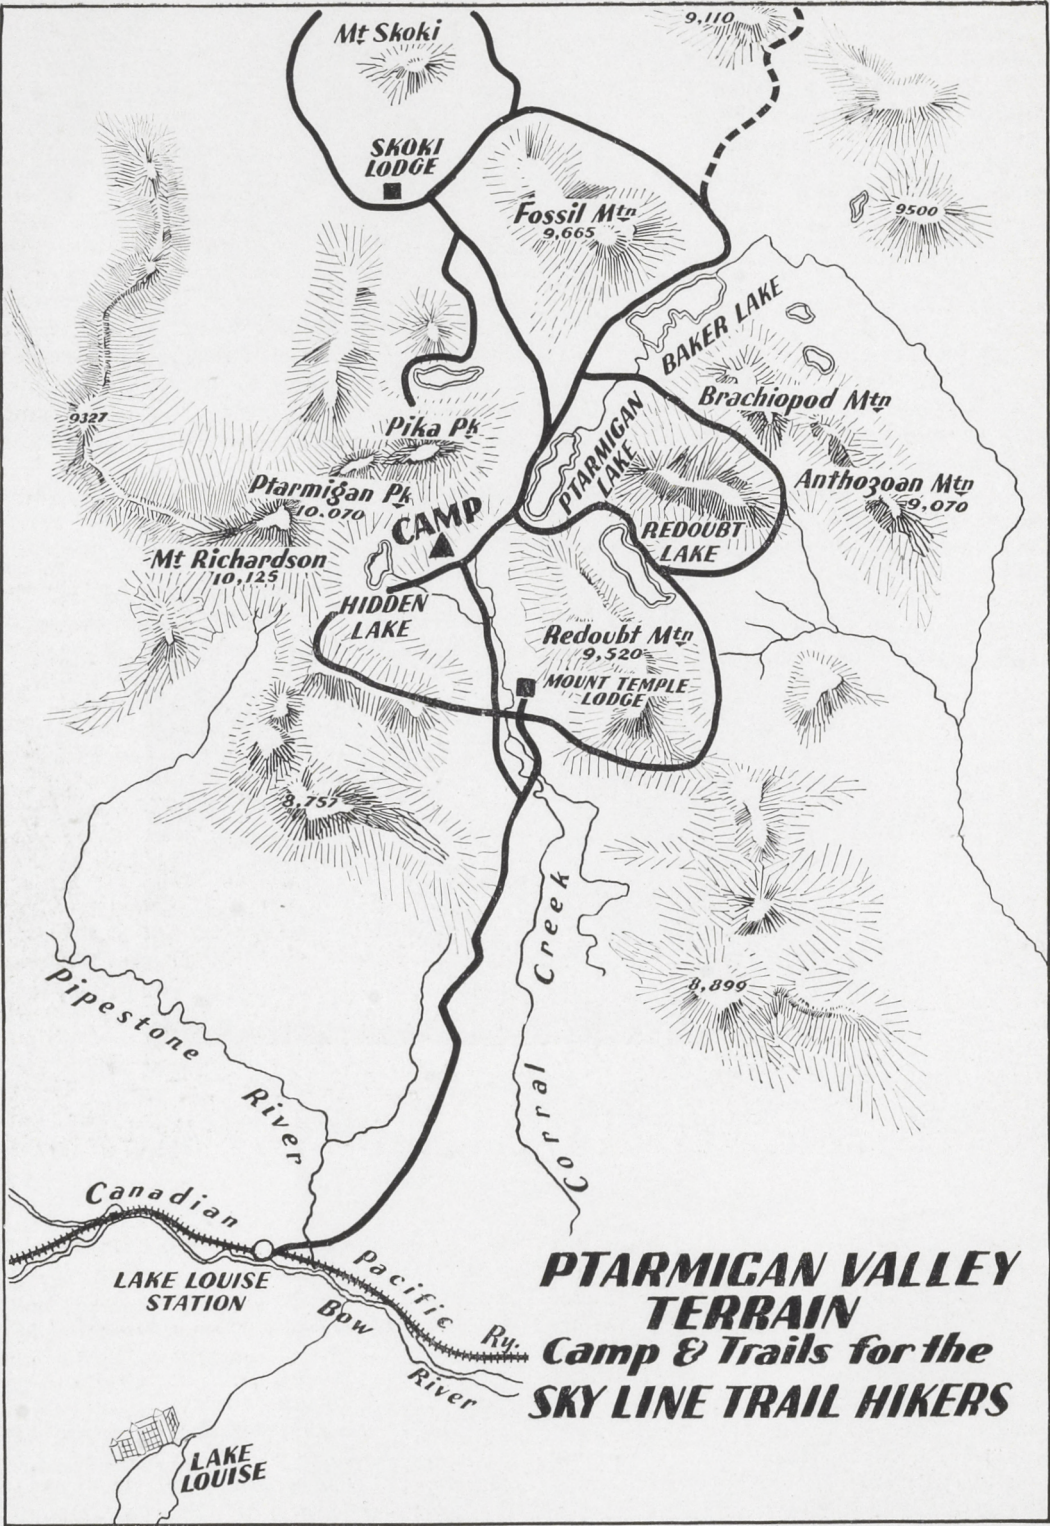 Mt Skoki
9,110
SKOKI
LODGE
9500
Fossil Mtn
9,665
BAKER LAKE
Brachiopod Mtn
9327
Pika Pk
PTARMIGAN
LAKE
Anthozoan Mtn
9,070
Ptarmigan Pk
10.070
CAMP
REDOUBT
LAKE
Mt Richardson
10,125
HIDDEN
LAKE
Redoubt Mtn
9,520
MOUNT TEMPLE
LODGE
8,757
Corral Creek
8,899
Pipestone River
Canadian Pacific Ry.
LAKE LOUISE
STATION
Bow River
LAKE
LOUISE
PTARMIGAN VALLEY
TERRAIN
Camp & Trails for the
SKY LINE TRAIL HIKERS